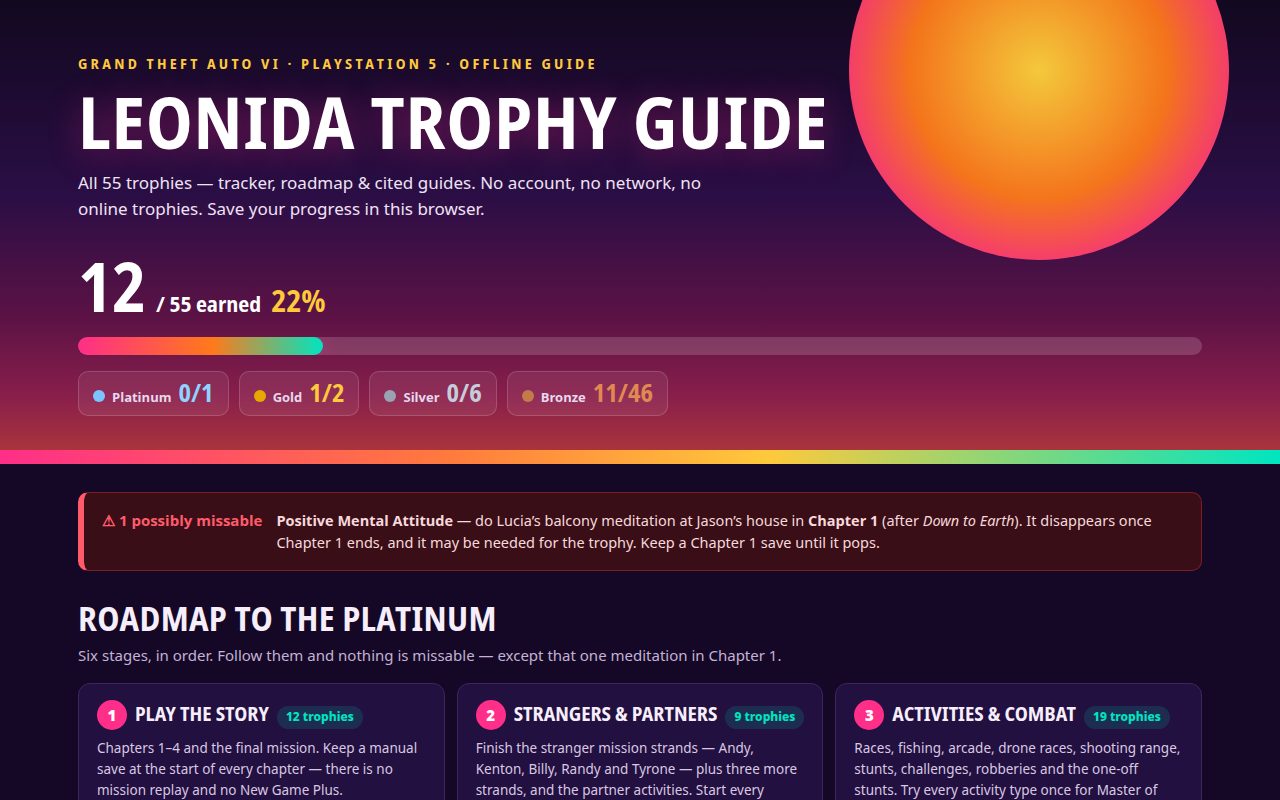 GRAND THEFT AUTO VI · PLAYSTATION 5 · OFFLINE GUIDE
LEONIDA TROPHY GUIDE
All 55 trophies — tracker, roadmap & cited guides. No account, no network, no
online trophies. Save your progress in this browser.
12 / 55 earned 22%
Platinum 0/1 Gold 1/2 Silver 0/6 Bronze 11/46
⚠ 1 possibly missable
Positive Mental Attitude — do Lucia’s balcony meditation at Jason’s house in Chapter 1 (after Down to Earth). It disappears once
Chapter 1 ends, and it may be needed for the trophy. Keep a Chapter 1 save until it pops.
ROADMAP TO THE PLATINUM
Six stages, in order. Follow them and nothing is missable — except that one meditation in Chapter 1.
1 PLAY THE STORY 12 trophies
Chapters 1–4 and the final mission. Keep a manual
save at the start of every chapter — there is no
mission replay and no New Game Plus.
2 STRANGERS & PARTNERS 9 trophies
Finish the stranger mission strands — Andy,
Kenton, Billy, Randy and Tyrone — plus three more
strands, and the partner activities. Start every
3 ACTIVITIES & COMBAT 19 trophies
Races, fishing, arcade, drone races, shooting range,
stunts, challenges, robberies and the one-off
stunts. Try every activity type once for Master of